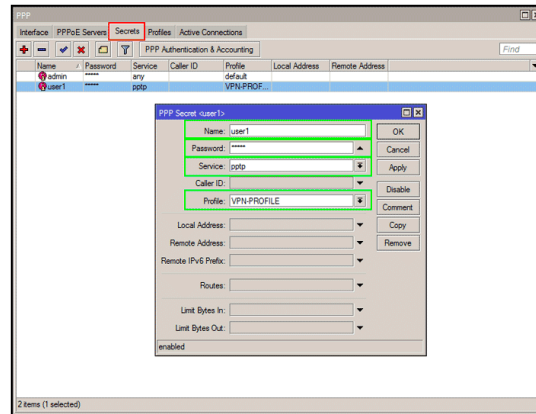 PPP
Interface PPPoE Servers Secrets Profiles Active Connections
PPP Authentication & Accounting Find
Name Password Service Caller ID Profile Local Address Remote Address
admin ***** any default
user1 ***** pptp VPN-PROF...
PPP Secret <user1>
Name: user1 OK
Password: ***** Cancel
Service: pptp Apply
Caller ID:
Disable
Profile: VPN-PROFILE Comment
Local Address: Copy
Remote Address: Remove
Remote IPv6 Prefix:
Routes:
Limit Bytes In:
Limit Bytes Out:
enabled
2 items (1 selected)